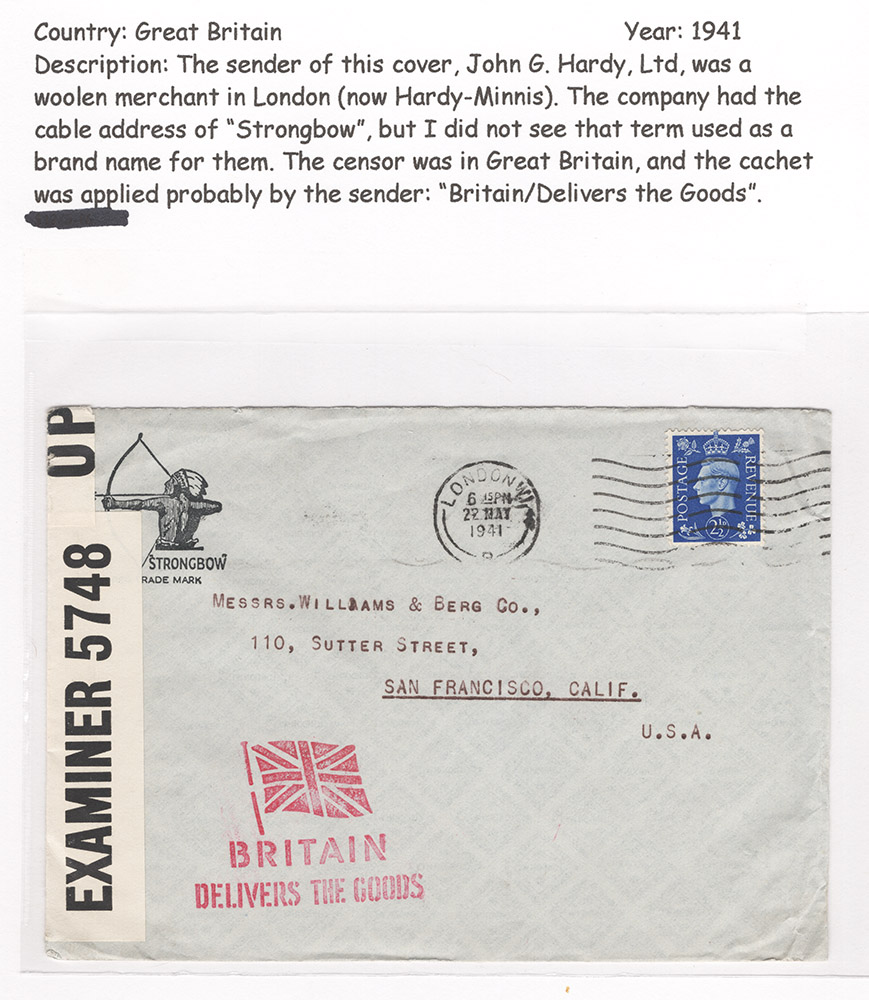 Country: Great Britain Year: 1941
Description: The sender of this cover, John G. Hardy, Ltd, was a
woolen merchant in London (now Hardy-Minnis). The company had the
cable address of “Strongbow”, but I did not see that term used as a
brand name for them. The censor was in Great Britain, and the cachet
was applied probably by the sender: “Britain/Delivers the Goods”.
OP
EXAMINER 5748
STRONGBOW
RADE MARK
LONDON W1
6 15PM
22 MAY
1941
POSTAGE
REVENUE
2½D
MESSRS. WILLIAMS & BERG CO.,
110, SUTTER STREET,
SAN FRANCISCO, CALIF.
U.S.A.
BRITAIN
DELIVERS THE GOODS